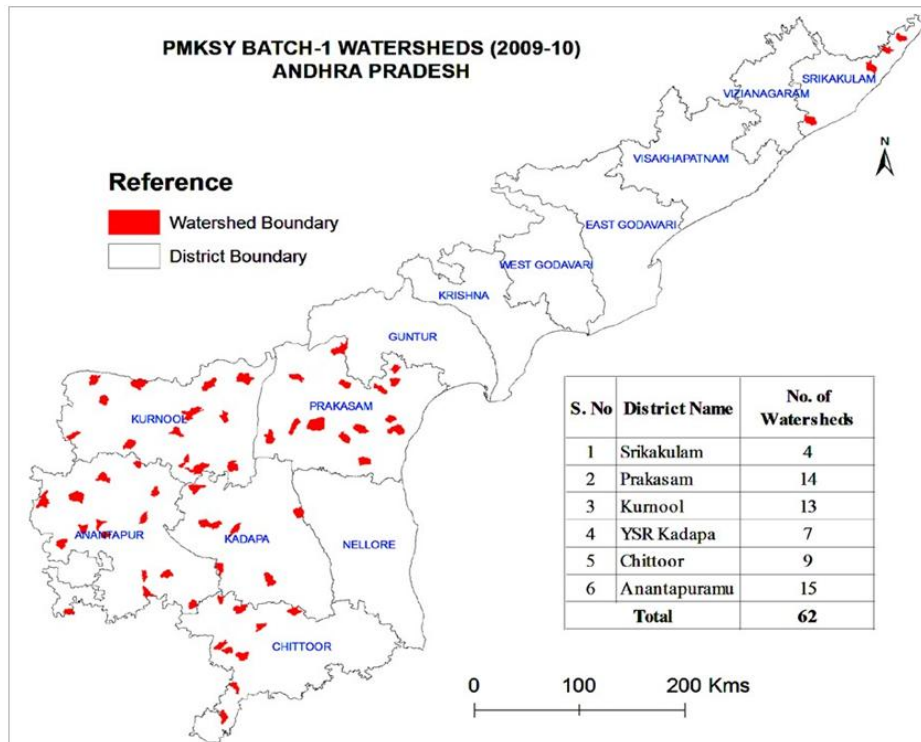 PMKSY BATCH-1 WATERSHEDS (2009-10)
ANDHRA PRADESH
SRIKAKULAM
VIZIANAGARAM
N
VISAKHAPATNAM
Reference
Watershed Boundary
District Boundary
EAST GODAVARI
WEST GODAVARI
KRISHNA
GUNTUR
PRAKASAM
KURNOOL
ANANTAPUR
KADAPA
NELLORE
CHITTOOR
S. No District Name No. of Watersheds
1 Srikakulam 4
2 Prakasam 14
3 Kurnool 13
4 YSR Kadapa 7
5 Chittoor 9
6 Anantapuramu 15
Total 62
0 100 200 Kms